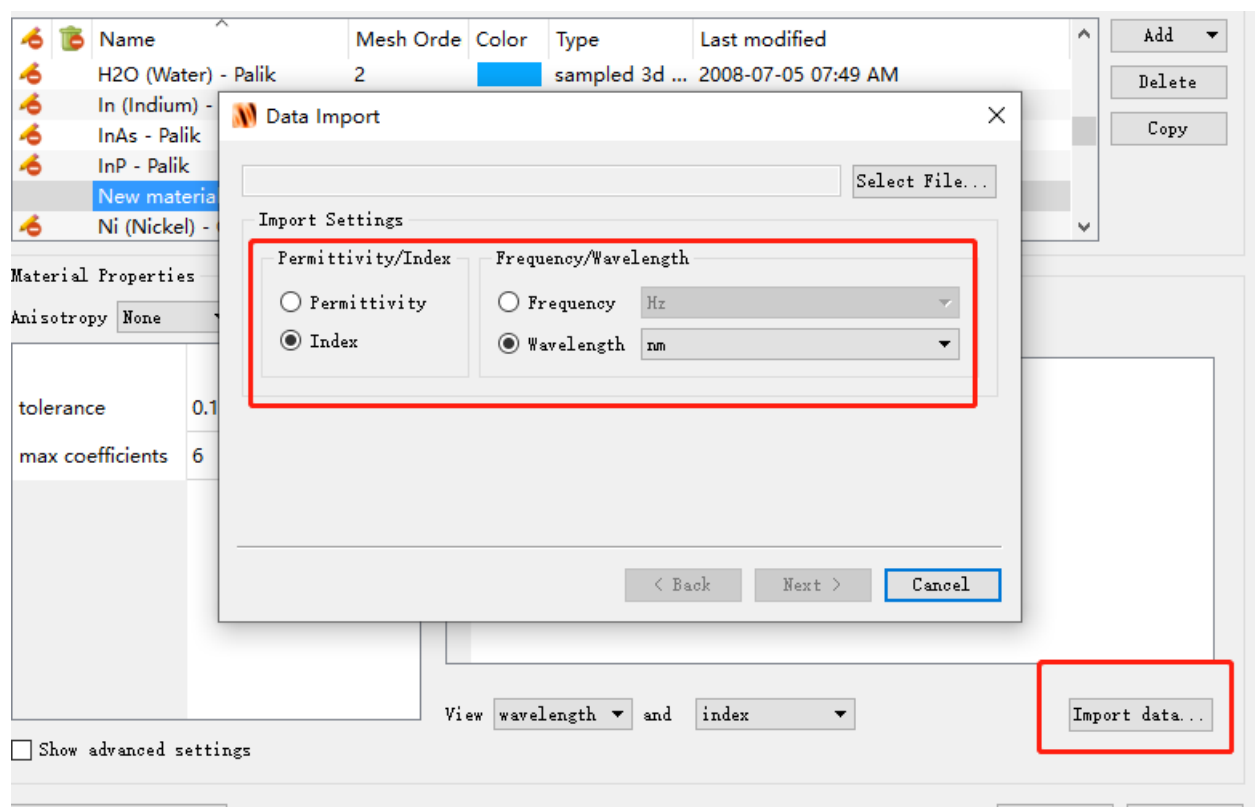 Name Mesh Orde Color Type Last modified
Add
H2O (Water) - Palik 2 sampled 3d ... 2008-07-05 07:49 AM
Delete
In (Indium) -
InAs - Palik
Copy
InP - Palik
New materia
Ni (Nickel) -
Data Import
Select File...
Import Settings
Permittivity/Index
Permittivity
Index
Frequency/Wavelength
Frequency Hz
Wavelength nm
< Back Next > Cancel
Material Properties
Anisotropy None
tolerance 0.1
max coefficients 6
View wavelength and index
Import data...
Show advanced settings